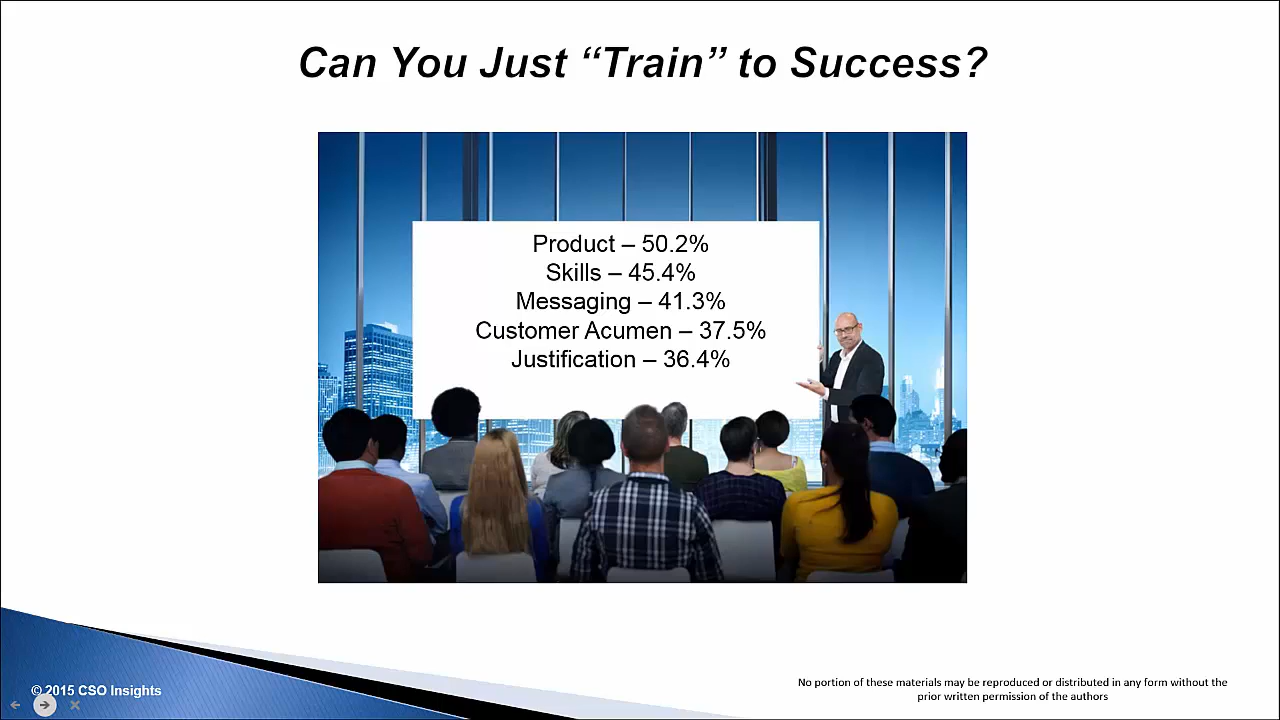 Can You Just “Train” to Success?
Product – 50.2%
Skills – 45.4%
Messaging – 41.3%
Customer Acumen – 37.5%
Justification – 36.4%
© 2015 CSO Insights
No portion of these materials may be reproduced or distributed in any form without the
prior written permission of the authors